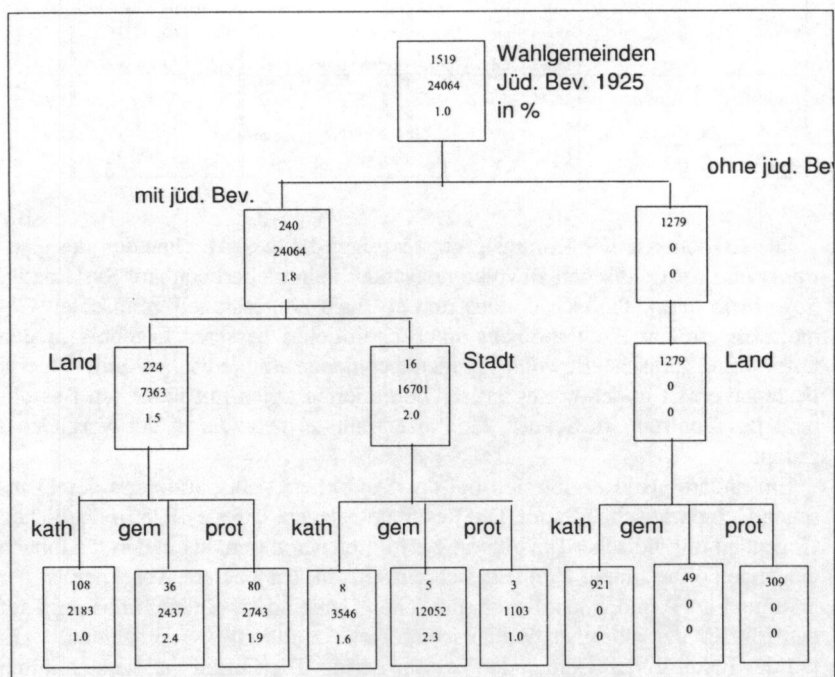 1519 Wahlgemeinden
24064 Jüd. Bev. 1925
1.0 in %
mit jüd. Bev. ohne jüd. Bev
240 1279
24064 0
1.8 0
Land 224 16 Stadt 1279 Land
7363 16701 0
1.5 2.0 0
kath gem prot kath gem prot kath gem prot
108 36 80 8 5 3 921 49 309
2183 2437 2743 3546 12052 1103 0 0 0
1.0 2.4 1.9 1.6 2.3 1.0 0 0 0